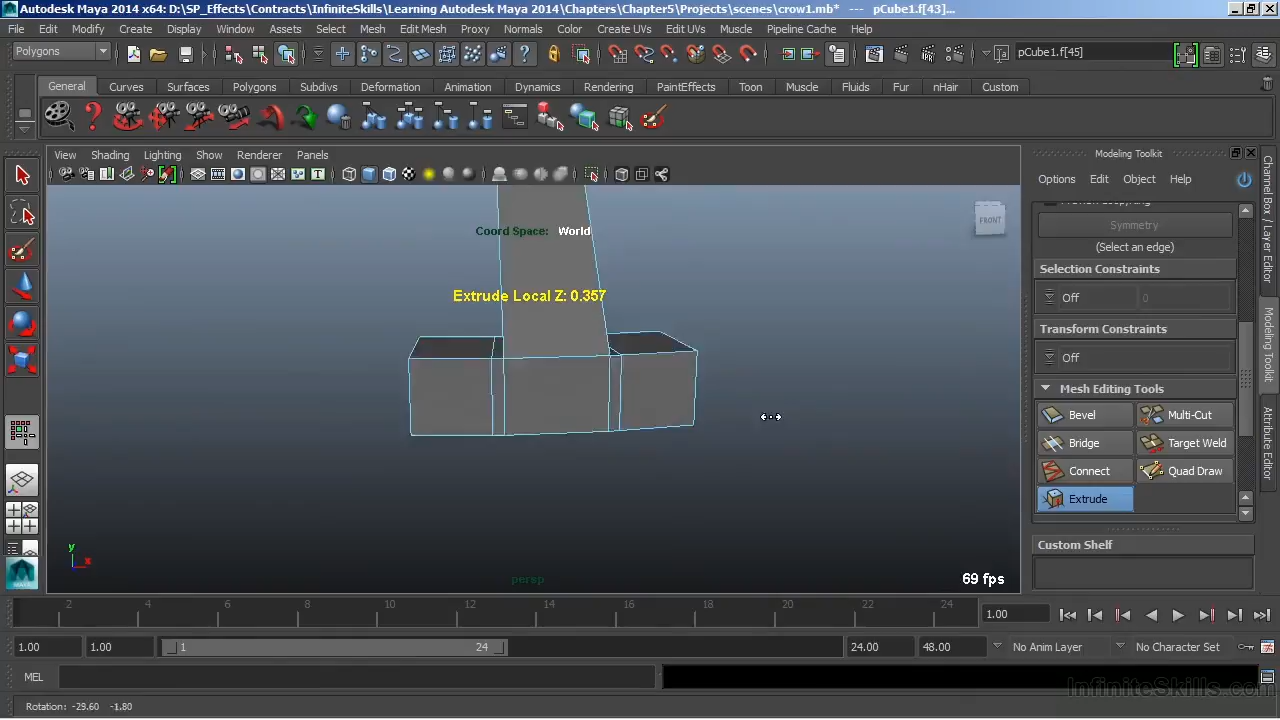 Autodesk Maya 2014 x64: D:\SP_Effects\Contracts\InfiniteSkills\Learning Autodesk Maya 2014\Chapters\Chapter5\Projects\scenes\crow1.mb* --- pCube1.f[43]...
File Edit Modify Create Display Window Assets Select Mesh Edit Mesh Proxy Normals Color Create UVs Edit UVs Muscle Pipeline Cache Help
Polygons
pCube1.f[45]
General Curves Surfaces Polygons Subdivs Deformation Animation Dynamics Rendering PaintEffects Toon Muscle Fluids Fur nHair Custom
View Shading Lighting Show Renderer Panels
Modeling Toolkit
Options Edit Object Help
Symmetry
(Select an edge)
Selection Constraints
Off 0
Transform Constraints
Off
Mesh Editing Tools
Bevel Multi-Cut
Bridge Target Weld
Connect Quad Draw
Extrude
Custom Shelf
Channel Box / Layer Editor
Modeling Toolkit
Attribute Editor
FRONT
Coord Space: World
Extrude Local Z: 0.357
y
x
persp
69 fps
2 4 6 8 10 12 14 16 18 20 22 24
1.00
1.00 1.00 1 24 24.00 48.00 No Anim Layer No Character Set
MEL
InfiniteSkills.com
Rotation: -29.60 -1.80